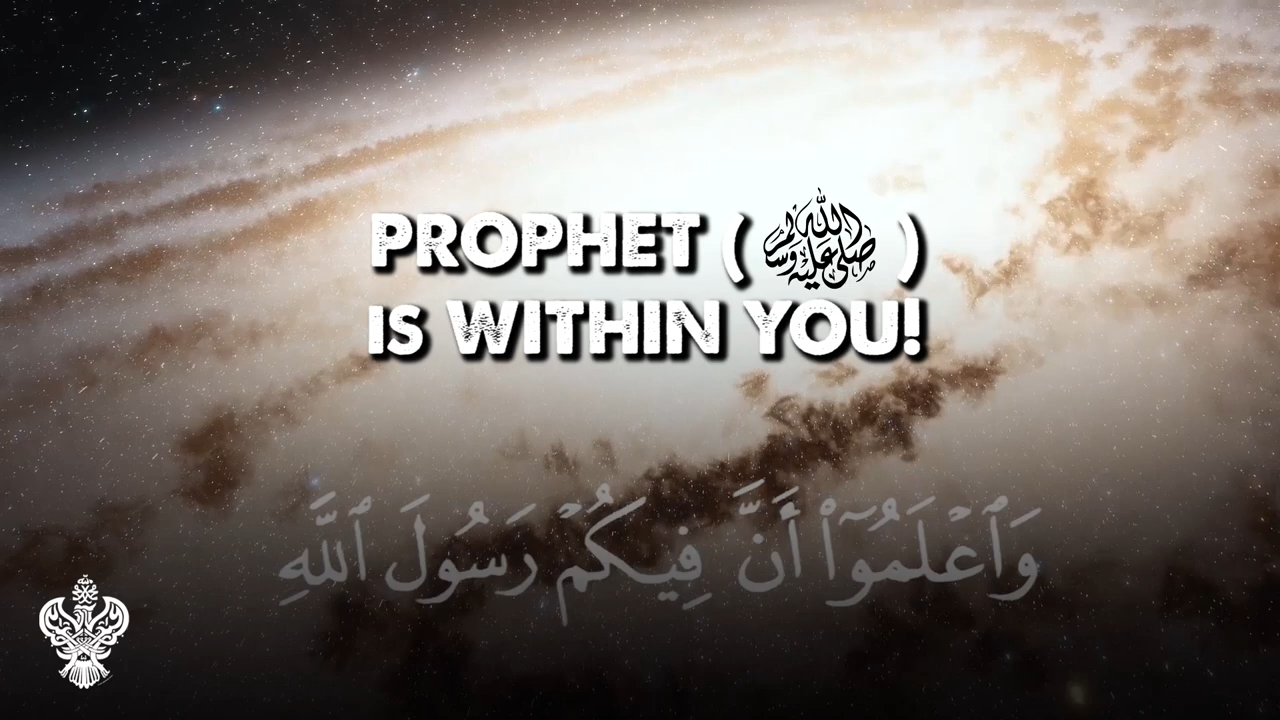 PROPHET ( صلى الله عليه وسلم )
IS WITHIN YOU!
وَٱعْلَمُوٓا۟ أَنَّ فِيكُمْ رَسُولَ ٱللَّهِ